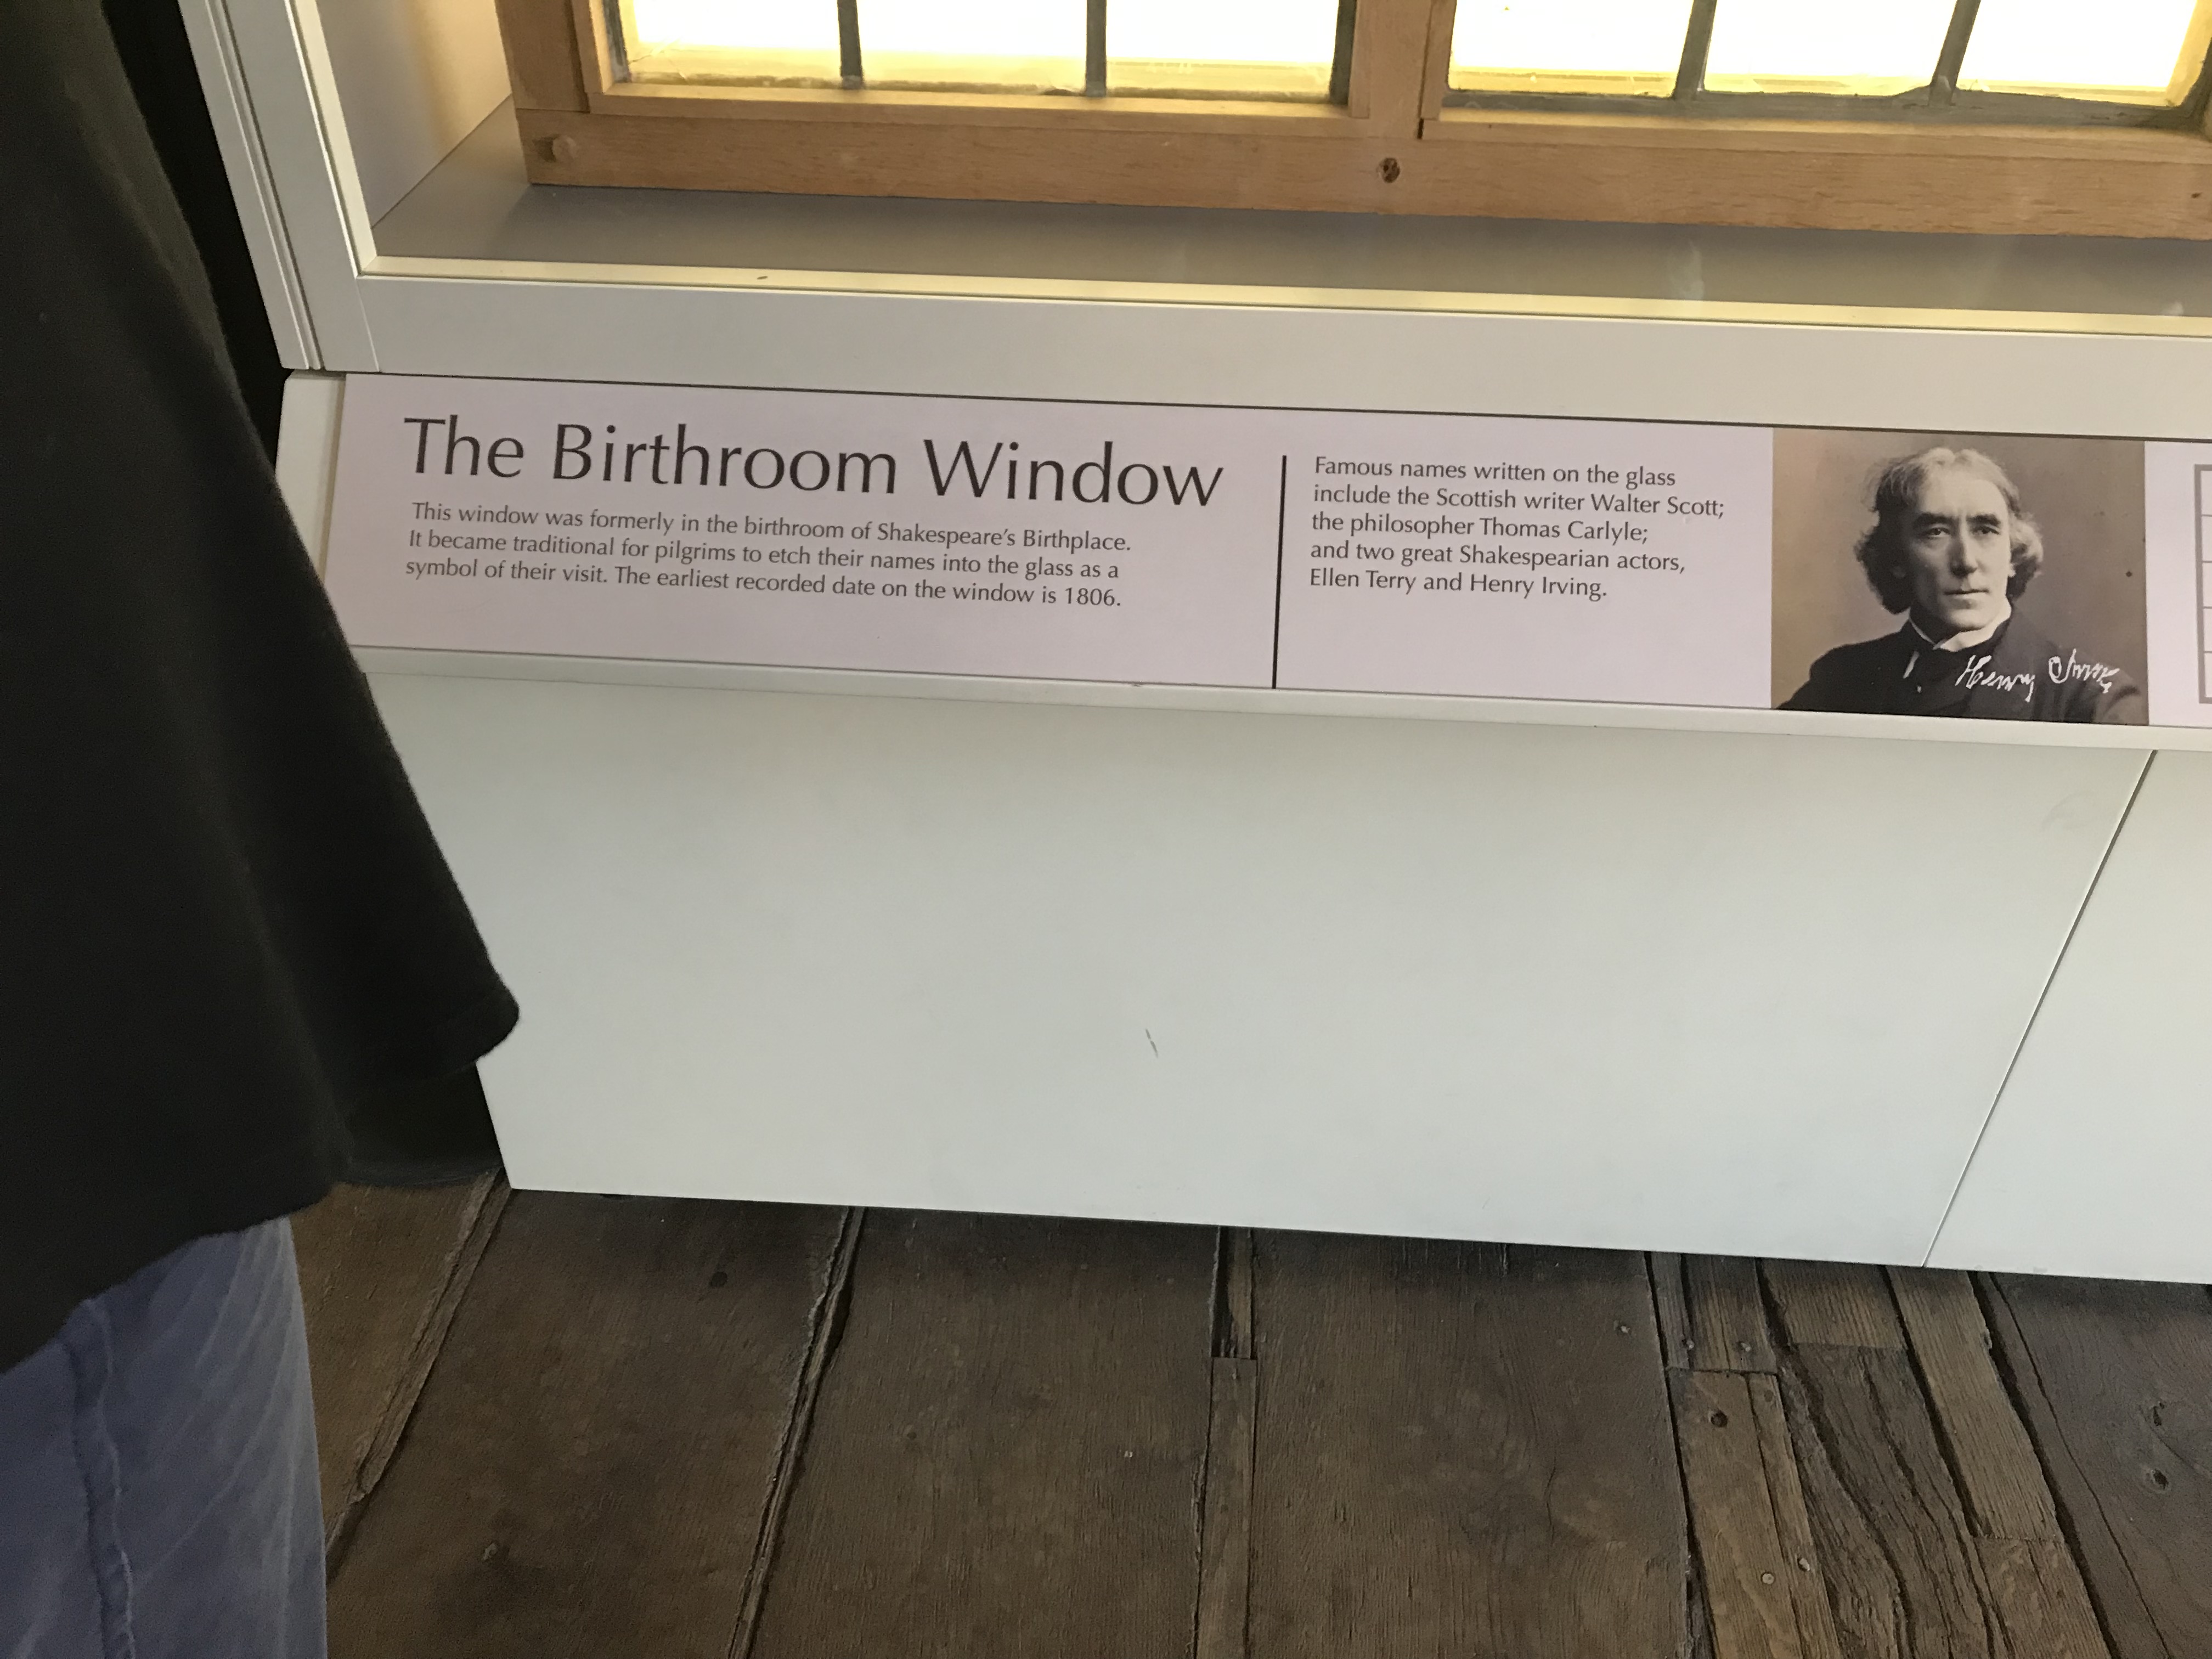 The Birthroom Window
This window was formerly in the birthroom of Shakespeare's Birthplace.
It became traditional for pilgrims to etch their names into the glass as a
symbol of their visit. The earliest recorded date on the window is 1806.
Famous names written on the glass
include the Scottish writer Walter Scott;
the philosopher Thomas Carlyle;
and two great Shakespearian actors,
Ellen Terry and Henry Irving.
Henry Irving